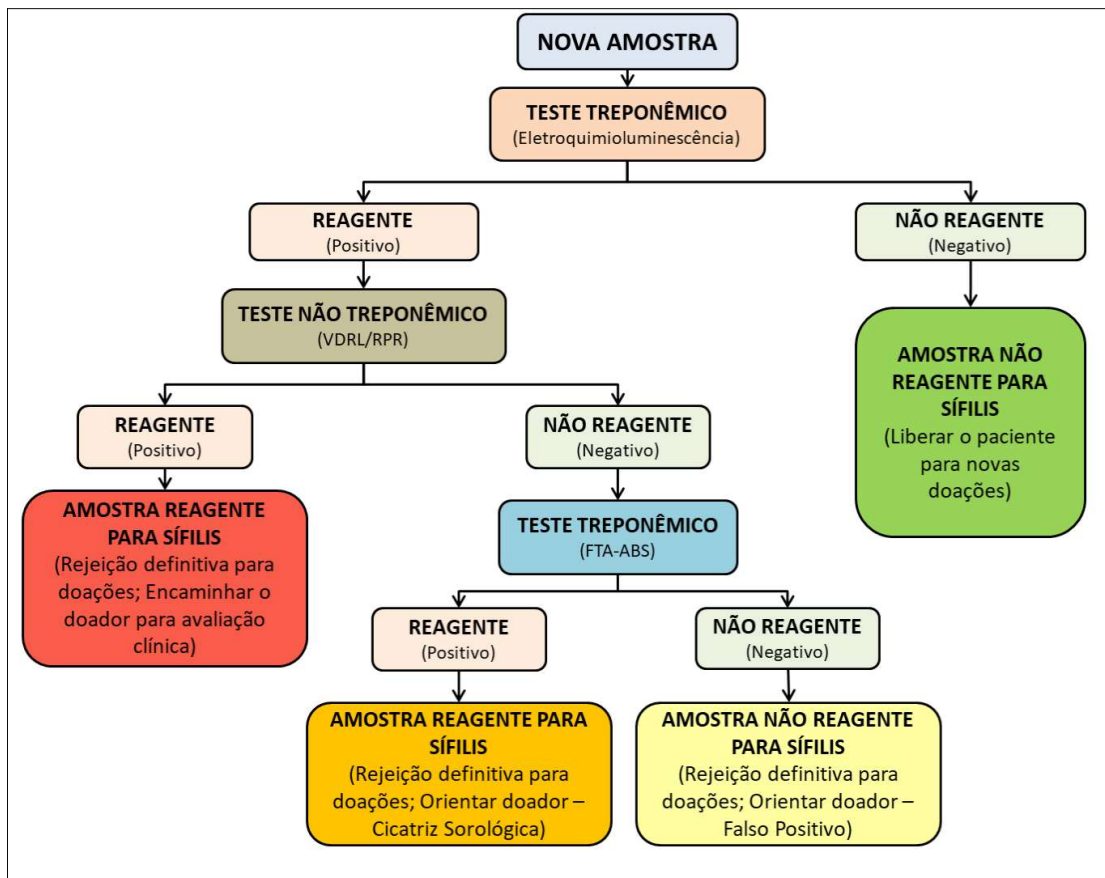 NOVA AMOSTRA
TESTE TREPONÊMICO
(Eletroquimioluminescência)
REAGENTE
(Positivo)
NÃO REAGENTE
(Negativo)
TESTE NÃO TREPONÊMICO
(VDRL/RPR)
AMOSTRA NÃO
REAGENTE PARA
SÍFILIS
(Liberar o paciente
para novas
doações)
REAGENTE
(Positivo)
NÃO REAGENTE
(Negativo)
AMOSTRA REAGENTE
PARA SÍFILIS
(Rejeição definitiva para
doações; Encaminhar o
doador para avaliação
clínica)
TESTE TREPONÊMICO
(FTA-ABS)
REAGENTE
(Positivo)
NÃO REAGENTE
(Negativo)
AMOSTRA REAGENTE PARA
SÍFILIS
(Rejeição definitiva para
doações; Orientar doador –
Cicatriz Sorológica)
AMOSTRA NÃO REAGENTE
PARA SÍFILIS
(Rejeição definitiva para
doações; Orientar doador –
Falso Positivo)